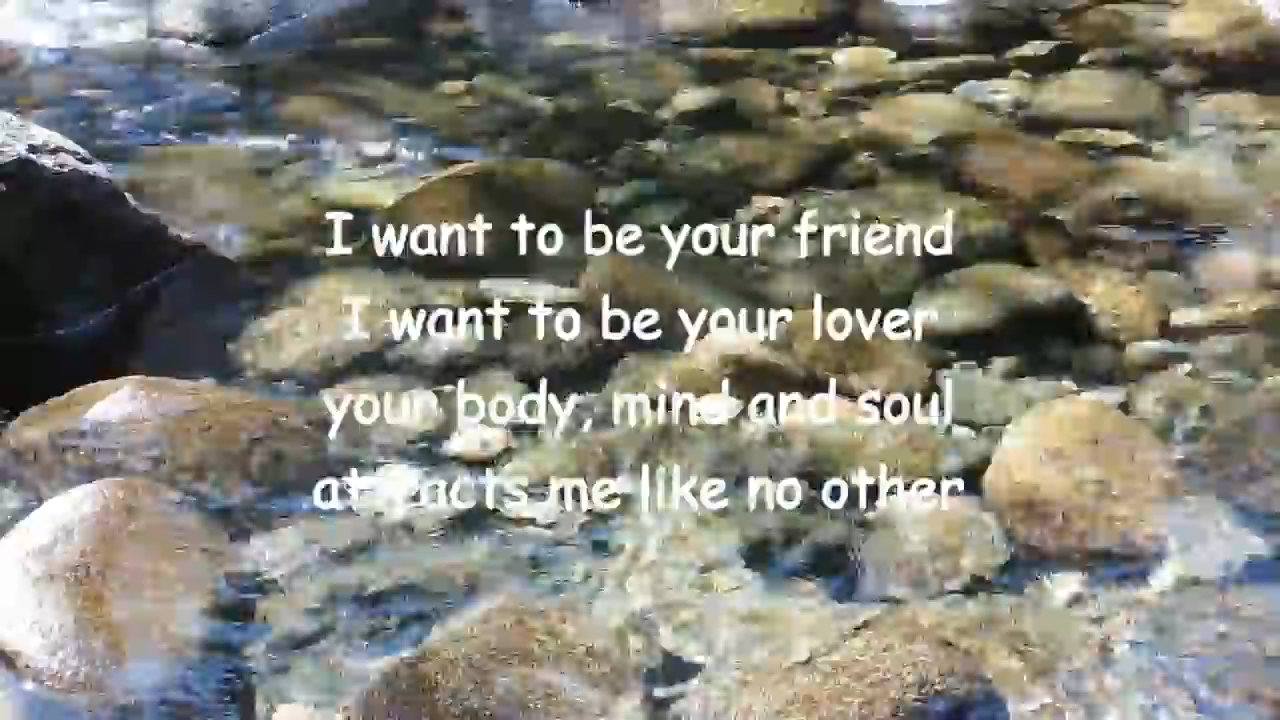 I want to be your friend
I want to be your lover
your body, mind and soul
attracts me like no other